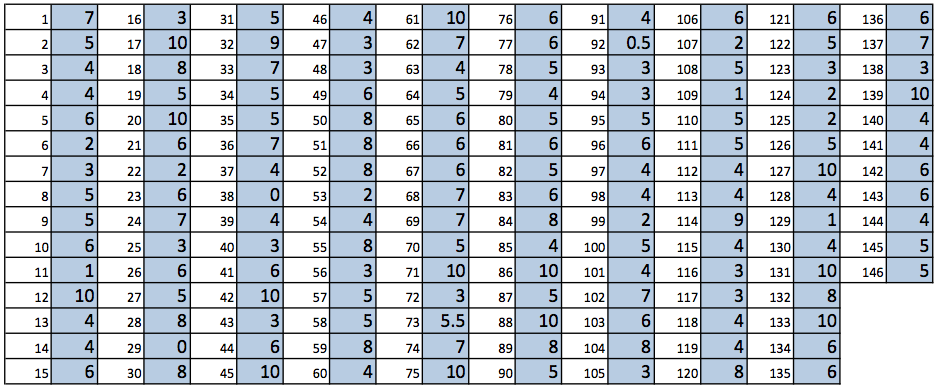 1 7 16 3 31 5 46 4 61 10 76 6 91 4 106 6 121 6 136 6
2 5 17 10 32 9 47 3 62 7 77 6 92 0.5 107 2 122 5 137 7
3 4 18 8 33 7 48 3 63 4 78 5 93 3 108 5 123 3 138 3
4 4 19 5 34 5 49 6 64 5 79 4 94 3 109 1 124 2 139 10
5 6 20 10 35 5 50 8 65 6 80 5 95 5 110 5 125 2 140 4
6 2 21 6 36 7 51 8 66 6 81 6 96 6 111 5 126 5 141 4
7 3 22 2 37 4 52 8 67 6 82 5 97 4 112 4 127 10 142 6
8 5 23 6 38 0 53 2 68 7 83 6 98 4 113 4 128 4 143 6
9 5 24 7 39 4 54 4 69 7 84 8 99 2 114 9 129 1 144 4
10 6 25 3 40 3 55 8 70 5 85 4 100 5 115 4 130 4 145 5
11 1 26 6 41 6 56 3 71 10 86 10 101 4 116 3 131 10 146 5
12 10 27 5 42 10 57 5 72 3 87 5 102 7 117 3 132 8
13 4 28 8 43 3 58 5 73 5.5 88 10 103 6 118 4 133 10
14 4 29 0 44 6 59 8 74 7 89 8 104 8 119 4 134 6
15 6 30 8 45 10 60 4 75 10 90 5 105 3 120 8 135 6